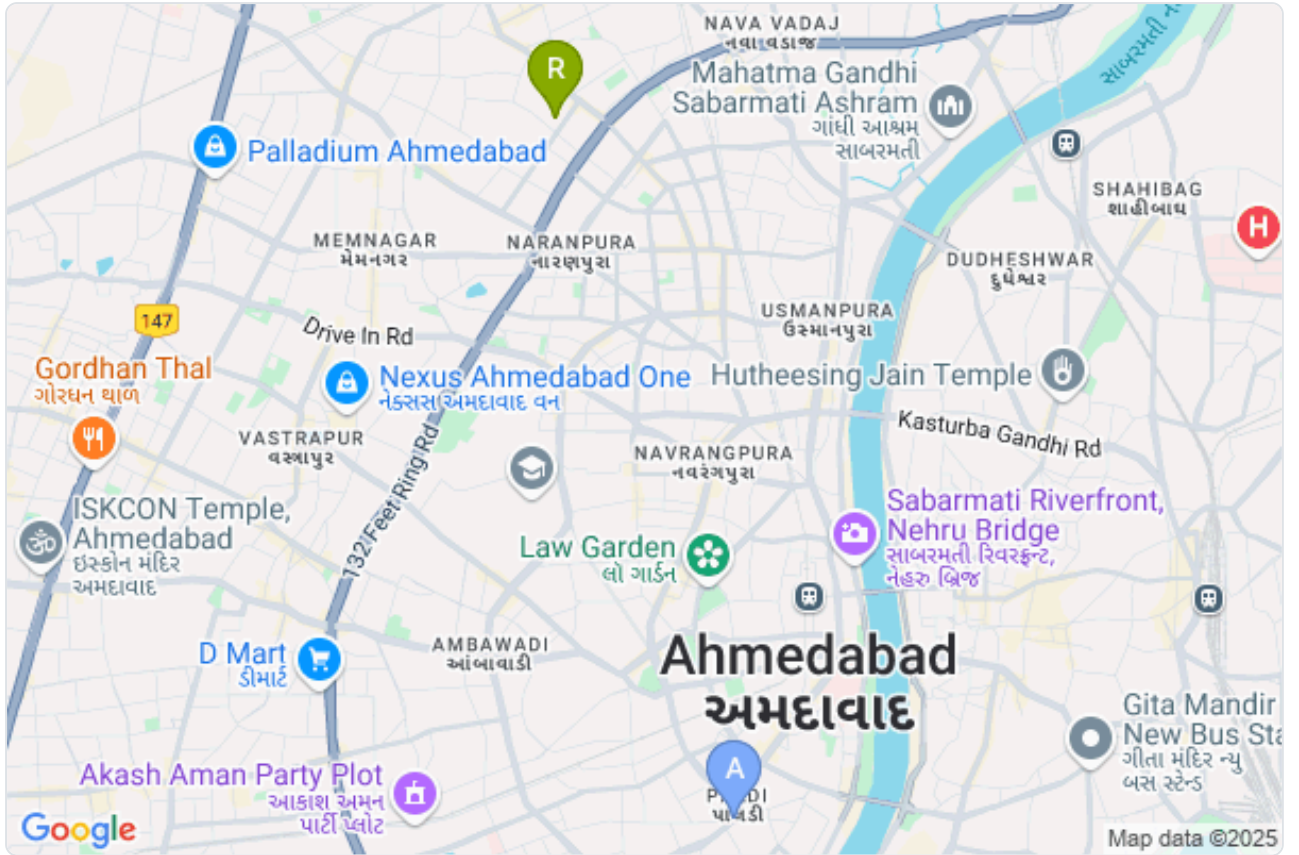 NAVA VADAJ
નવા વડાજ
સાબરમતી
R
Mahatma Gandhi
Sabarmati Ashram
ગાંધી આશ્રમ
સાબરમતી
Palladium Ahmedabad
SHAHIBAG
શાહીબાઘ
H
MEMNAGAR
મેમનગર
NARANPURA
નારણપુરા
DUDHESHWAR
દુધેશ્વર
147
USMANPURA
ઉસ્માનપુરા
Drive In Rd
Gordhan Thal
ગોરધન થાળ
Nexus Ahmedabad One
નેક્સસ અમદાવાદ વન
Hutheesing Jain Temple
Kasturba Gandhi Rd
VASTRAPUR
વસ્ત્રાપુર
132 Feet Ring Rd
NAVRANGPURA
નવરંગપુરા
ISKCON Temple,
Ahmedabad
ઇસ્કોન મંદિર
અમદાવાદ
Sabarmati Riverfront,
Nehru Bridge
સાબરમતી રિવરફ્રન્ટ,
નેહરુ બ્રિજ
Law Garden
લો ગાર્ડન
D Mart
ડીમાર્ટ
AMBAWADI
આંબાવાડી
Ahmedabad
અમદાવાદ
Gita Mandir
New Bus Sta
ગીતા મંદિર ન્યુ
બસ સ્ટેન્ડ
A
પાલડી
Akash Aman Party Plot
આકાશ અમન
પાર્ટી પ્લોટ
Google
Map data ©2025